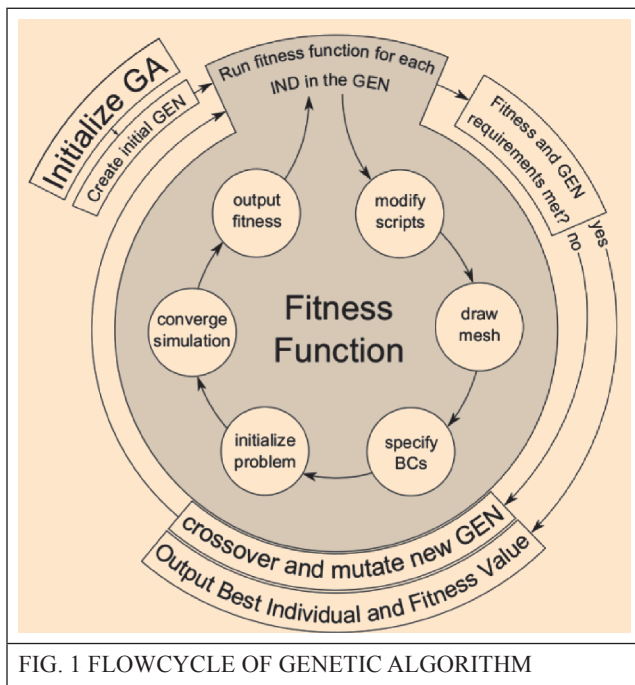 Initialize GA
Create initial GEN
Run fitness function for each
IND in the GEN
Fitness and GEN
requirements met?
no
yes
modify
scripts
draw
mesh
specify
BCs
initialize
problem
converge
simulation
output
fitness
Fitness
Function
crossover and mutate new GEN
Output Best Individual and Fitness Value
FIG. 1 FLOWCYCLE OF GENETIC ALGORITHM